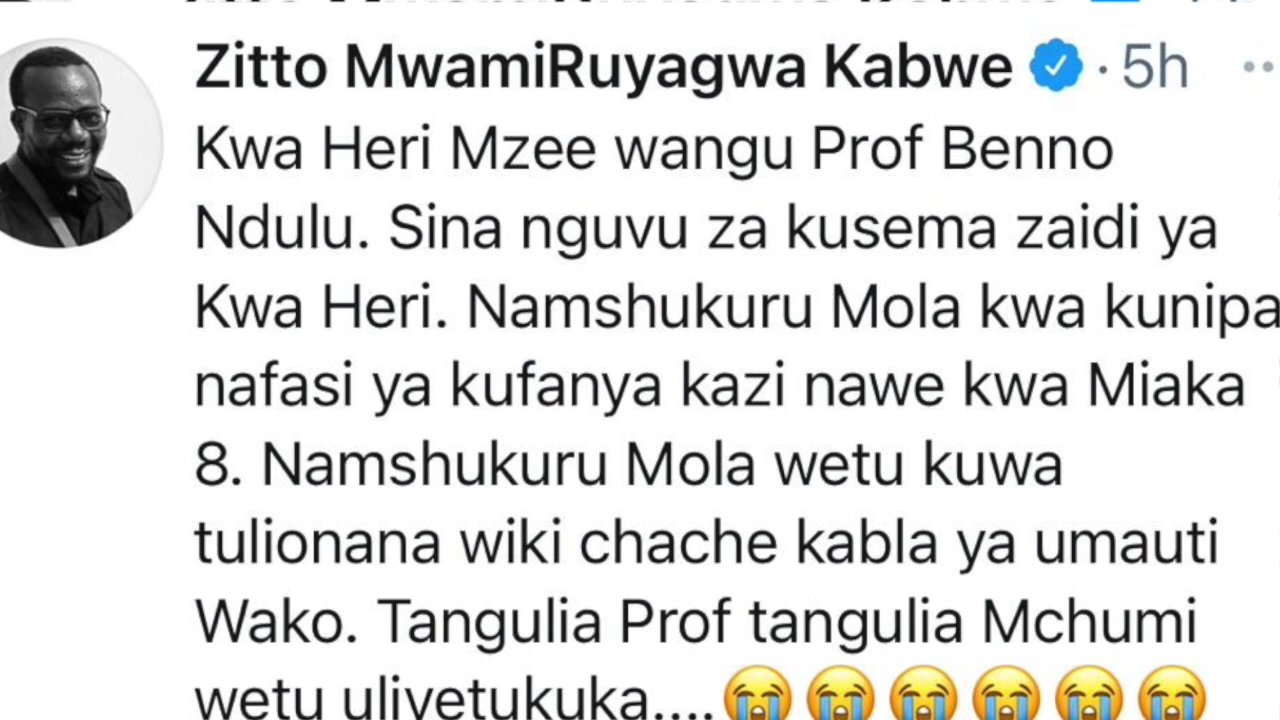 Zitto MwamiRuyagwa Kabwe · 5h
Kwa Heri Mzee wangu Prof Benno
Ndulu. Sina nguvu za kusema zaidi ya
Kwa Heri. Namshukuru Mola kwa kunipa
nafasi ya kufanya kazi nawe kwa Miaka
8. Namshukuru Mola wetu kuwa
tulionana wiki chache kabla ya umauti
Wako. Tangulia Prof tangulia Mchumi
wetu uliyetukuka....😭😭😭😭😭😭